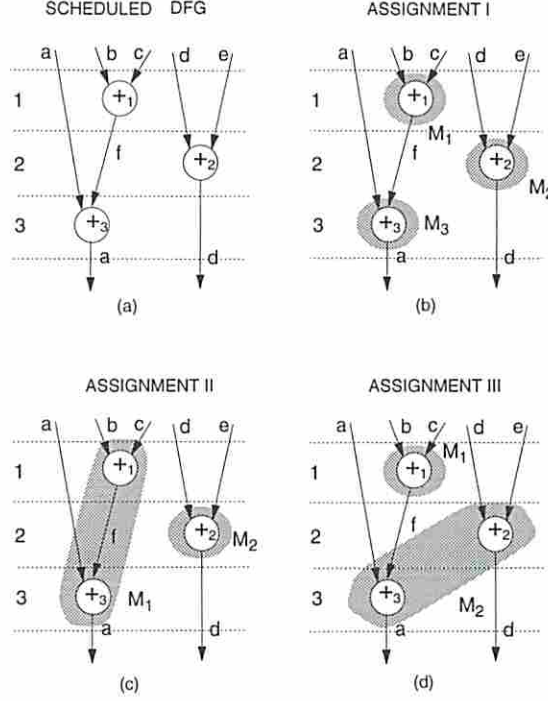 SCHEDULED DFG
ASSIGNMENT I
a b c d e
a b c d e
1 +1
1 +1 M1
f
f
2 +2
2 +2 M2
3 +3
3 +3 M3
a d
a d
(a)
(b)
ASSIGNMENT II
ASSIGNMENT III
a b c d e
a b c d e
1 +1
1 +1 M1
2 f +2 M2
2 f +2
3 +3 M1
3 +3 M2
a d
a d
(c)
(d)